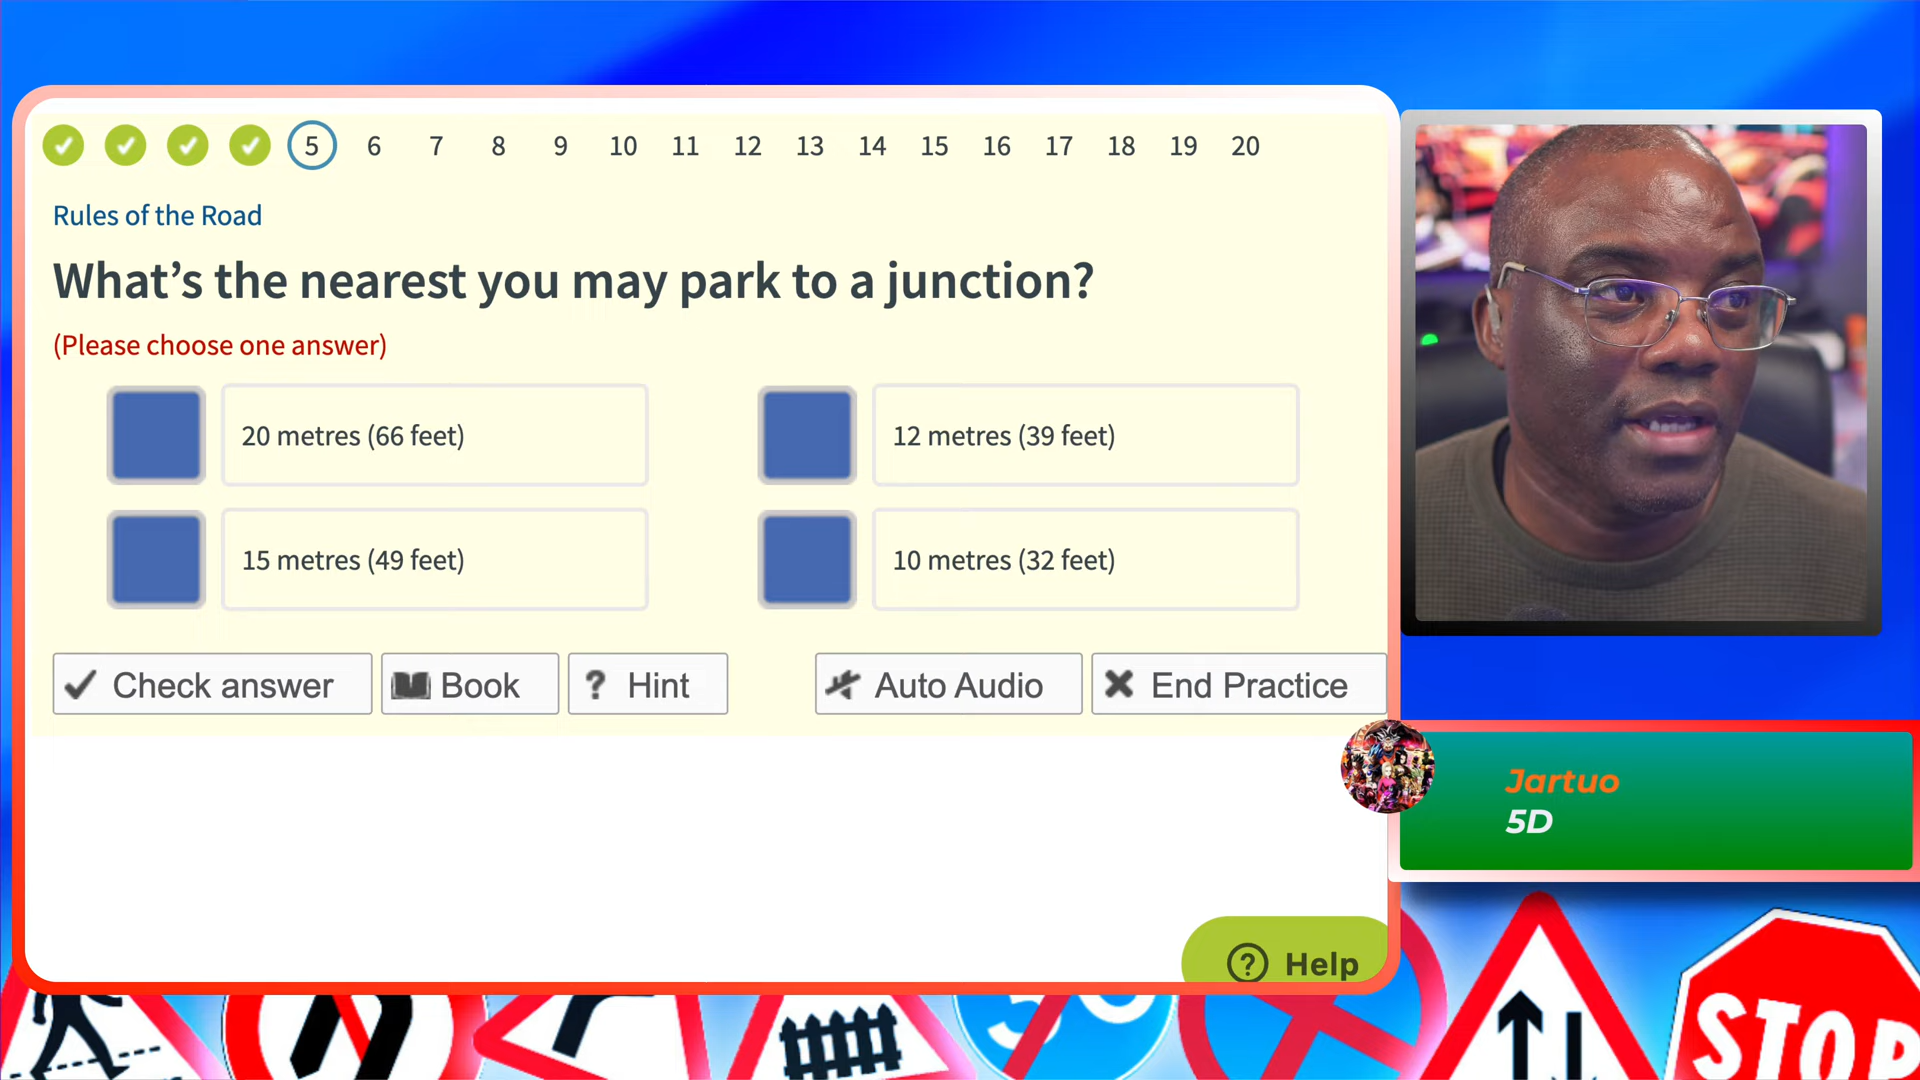 5 6 7 8 9 10 11 12 13 14 15 16 17 18 19 20
Rules of the Road
What’s the nearest you may park to a junction?
(Please choose one answer)
20 metres (66 feet)
12 metres (39 feet)
15 metres (49 feet)
10 metres (32 feet)
Check answer
Book
? Hint
Auto Audio
End Practice
Jartuo
5D
? Help
STOP